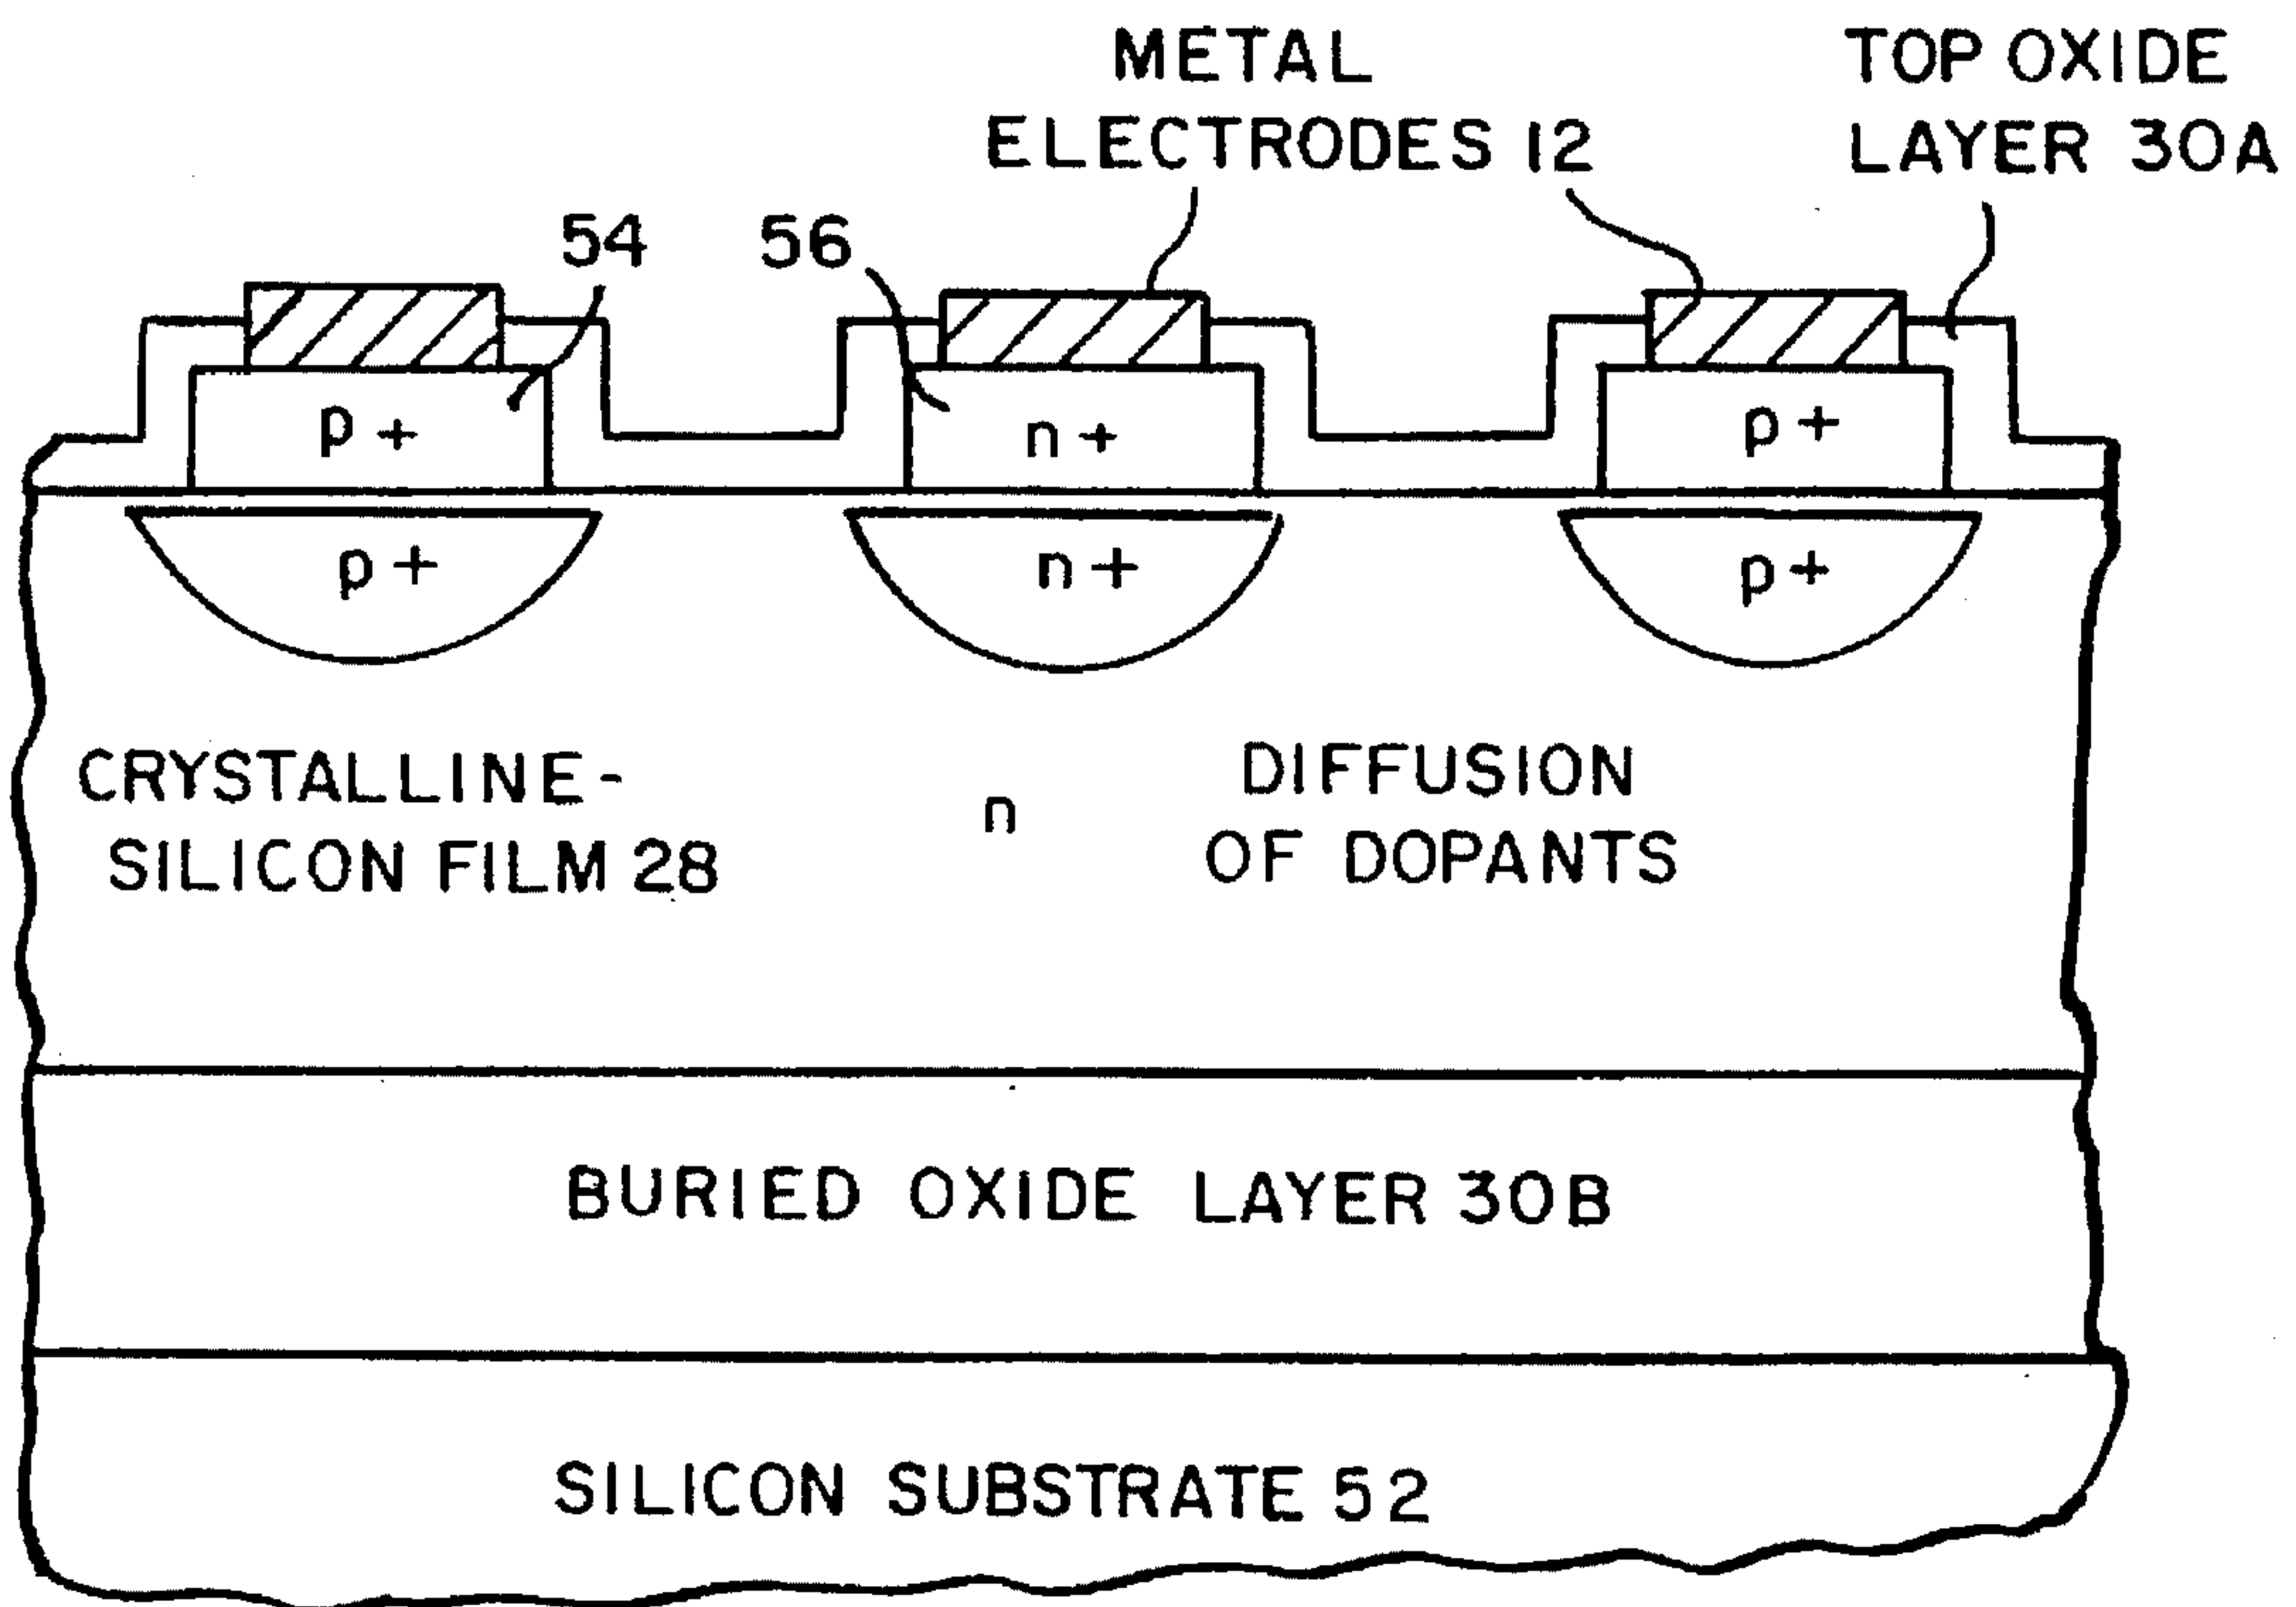 METAL
ELECTRODES 12
TOP OXIDE
LAYER 30A
54
56
p+
n+
p+
p+
n+
p+
CRYSTALLINE-
SILICON FILM 28
n
DIFFUSION
OF DOPANTS
BURIED OXIDE LAYER 30B
SILICON SUBSTRATE 52